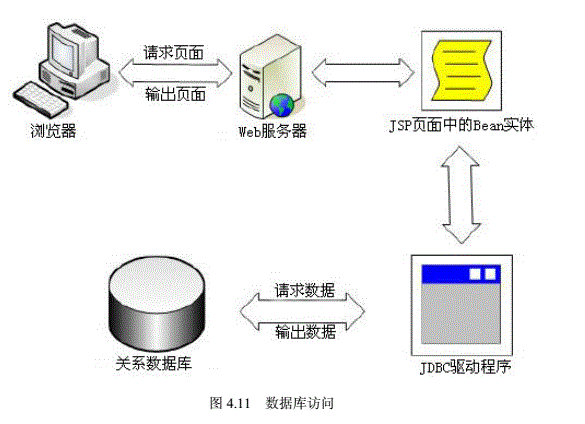 请求页面
输出页面
浏览器
Web服务器
JSP页面中的Bean实体
请求数据
输出数据
关系数据库
JDBC驱动程序
图 4.11 数据库访问